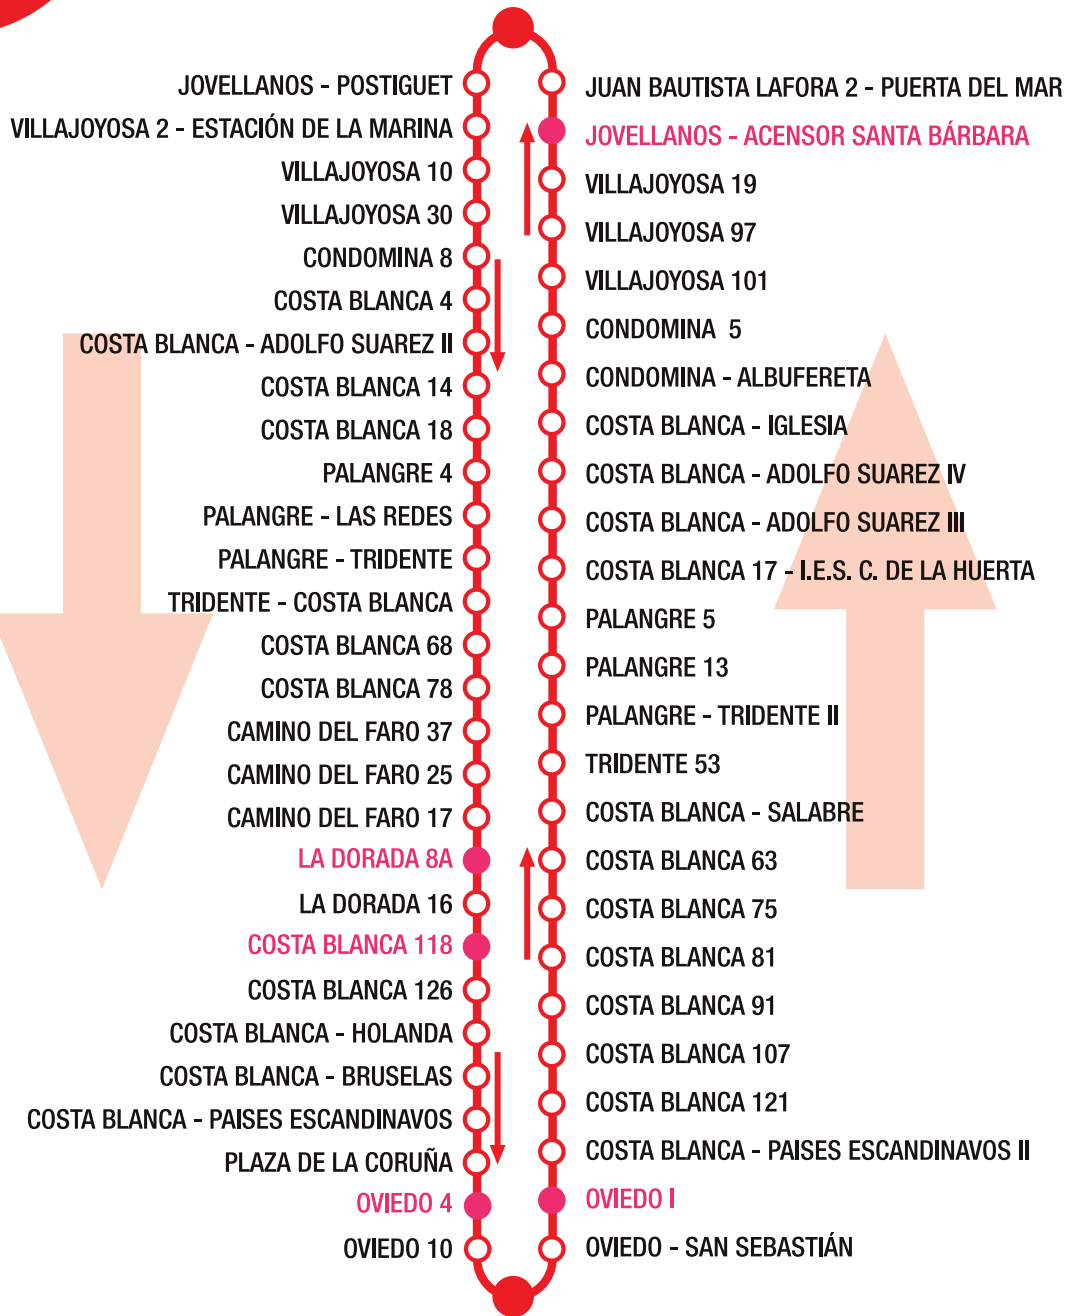 JOVELLANOS - POSTIGUET
VILLAJOYOSA 2 - ESTACIÓN DE LA MARINA
VILLAJOYOSA 10
VILLAJOYOSA 30
CONDOMINA 8
COSTA BLANCA 4
COSTA BLANCA - ADOLFO SUAREZ II
COSTA BLANCA 14
COSTA BLANCA 18
PALANGRE 4
PALANGRE - LAS REDES
PALANGRE - TRIDENTE
TRIDENTE - COSTA BLANCA
COSTA BLANCA 68
COSTA BLANCA 78
CAMINO DEL FARO 37
CAMINO DEL FARO 25
CAMINO DEL FARO 17
LA DORADA 8A
LA DORADA 16
COSTA BLANCA 118
COSTA BLANCA 126
COSTA BLANCA - HOLANDA
COSTA BLANCA - BRUSELAS
COSTA BLANCA - PAISES ESCANDINAVOS
PLAZA DE LA CORUÑA
OVIEDO 4
OVIEDO 10
JUAN BAUTISTA LAFORA 2 - PUERTA DEL MAR
JOVELLANOS - ACENSOR SANTA BÁRBARA
VILLAJOYOSA 19
VILLAJOYOSA 97
VILLAJOYOSA 101
CONDOMINA 5
CONDOMINA - ALBUFERETA
COSTA BLANCA - IGLESIA
COSTA BLANCA - ADOLFO SUAREZ IV
COSTA BLANCA - ADOLFO SUAREZ III
COSTA BLANCA 17 - I.E.S. C. DE LA HUERTA
PALANGRE 5
PALANGRE 13
PALANGRE - TRIDENTE II
TRIDENTE 53
COSTA BLANCA - SALABRE
COSTA BLANCA 63
COSTA BLANCA 75
COSTA BLANCA 81
COSTA BLANCA 91
COSTA BLANCA 107
COSTA BLANCA 121
COSTA BLANCA - PAISES ESCANDINAVOS II
OVIEDO I
OVIEDO - SAN SEBASTIÁN